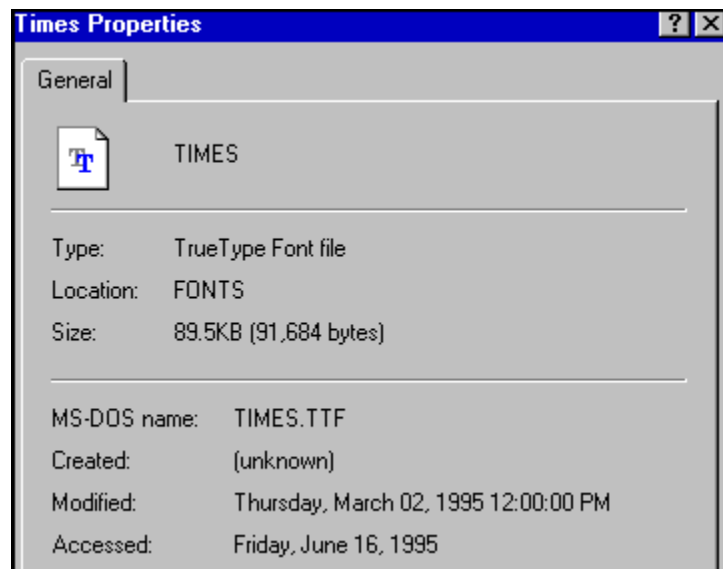 Times Properties
General
TIMES
Type: TrueType Font file
Location: FONTS
Size: 89.5KB (91,684 bytes)
MS-DOS name: TIMES.TTF
Created: (unknown)
Modified: Thursday, March 02, 1995 12:00:00 PM
Accessed: Friday, June 16, 1995